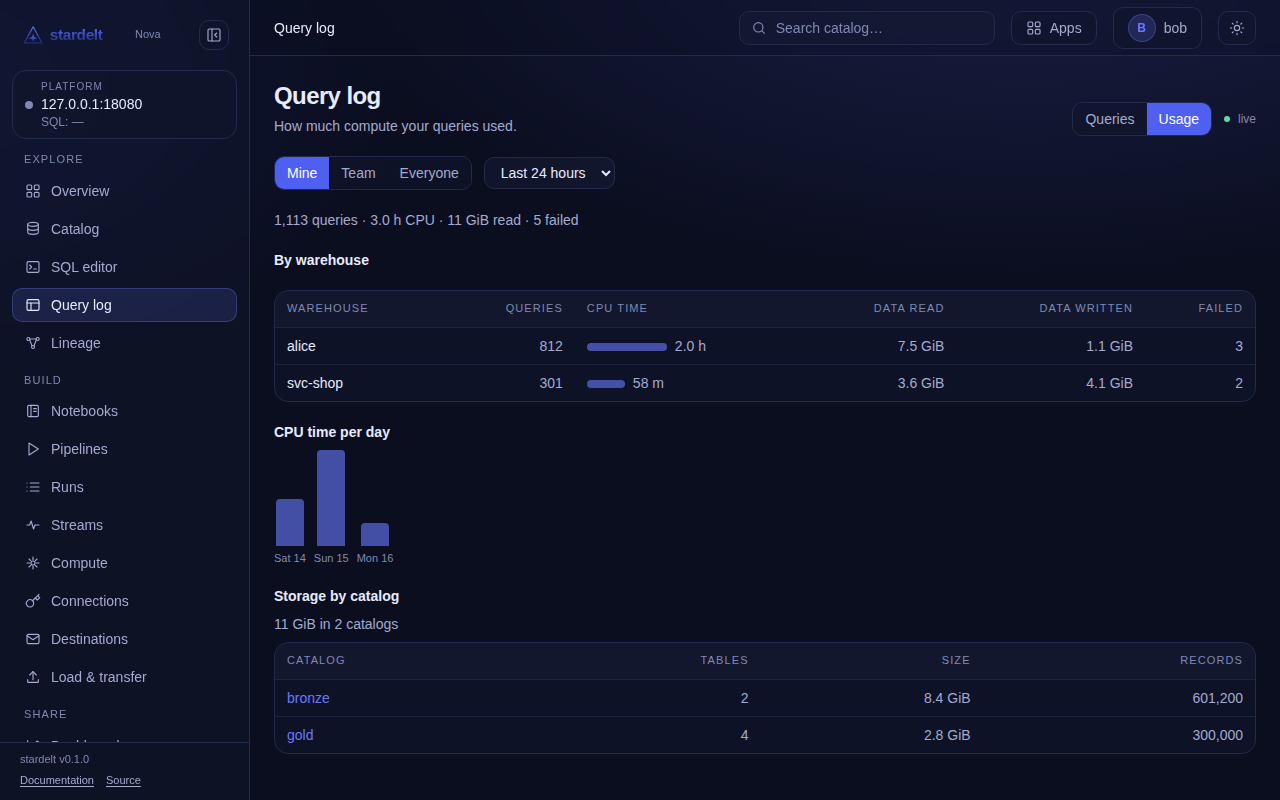 stardelt
Nova
PLATFORM
127.0.0.1:18080
SQL: —
EXPLORE
Overview
Catalog
SQL editor
Query log
Lineage
BUILD
Notebooks
Pipelines
Runs
Streams
Compute
Connections
Destinations
Load & transfer
SHARE
stardelt v0.1.0
Documentation Source
Query log
Search catalog…
Apps
B bob
Query log
How much compute your queries used.
Queries Usage live
Mine Team Everyone Last 24 hours
1,113 queries · 3.0 h CPU · 11 GiB read · 5 failed
By warehouse
WAREHOUSE QUERIES CPU TIME DATA READ DATA WRITTEN FAILED
alice 812 2.0 h 7.5 GiB 1.1 GiB 3
svc-shop 301 58 m 3.6 GiB 4.1 GiB 2
CPU time per day
Sat 14 Sun 15 Mon 16
Storage by catalog
11 GiB in 2 catalogs
CATALOG TABLES SIZE RECORDS
bronze 2 8.4 GiB 601,200
gold 4 2.8 GiB 300,000